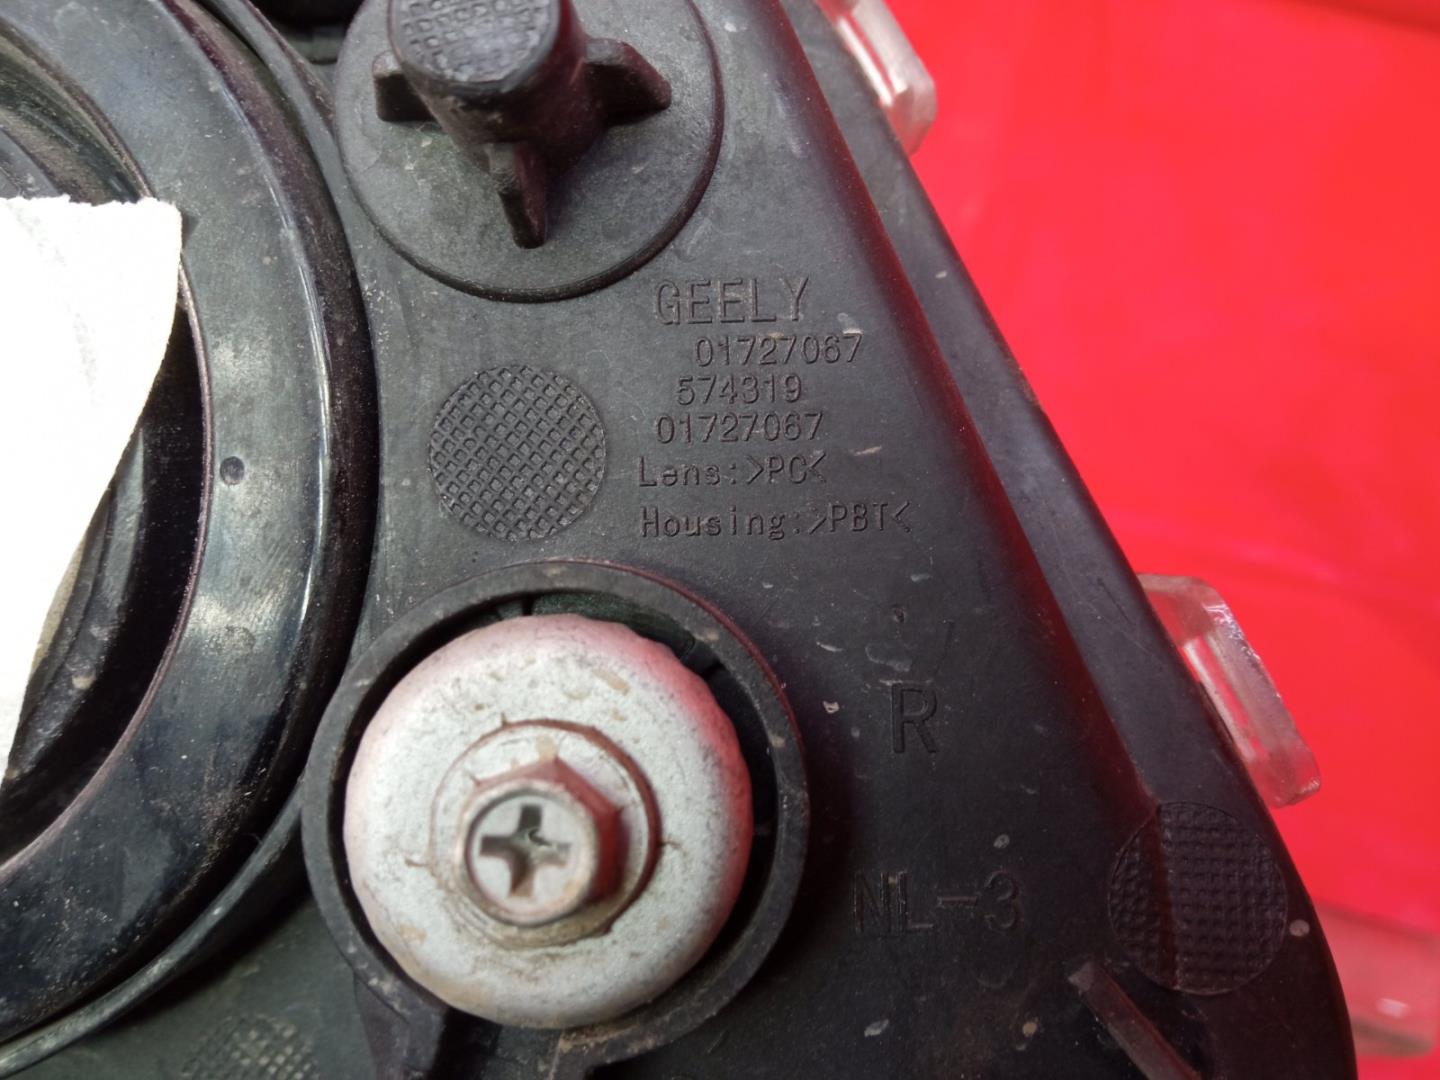 GEELY
01727067
574319
01727067
Lens:>PC<
Housing:>PBT<
R
NL-3